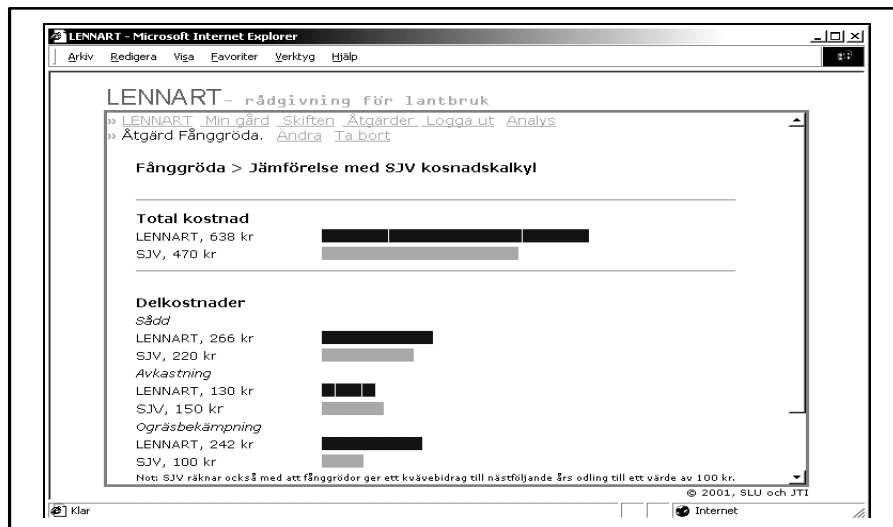 LENNART - Microsoft Internet Explorer
Arkiv Redigera Visa Favoriter Verktyg Hjälp
LENNART– rådgivning för lantbruk
» LENNART Min gård Skiften Åtgärder Logga ut Analys
» Åtgärd Fånggröda. Ändra Ta bort
Fånggröda > Jämförelse med SJV kosnadskalkyl
Total kostnad
LENNART, 638 kr
SJV, 470 kr
Delkostnader
Sådd
LENNART, 266 kr
SJV, 220 kr
Avkastning
LENNART, 130 kr
SJV, 150 kr
Ogräsbekämpning
LENNART, 242 kr
SJV, 100 kr
Not: SJV räknar också med att fånggrödor ger ett kvävebidrag till nästföljande års odling till ett värde av 100 kr.
© 2001, SLU och JTI
Klar Internet